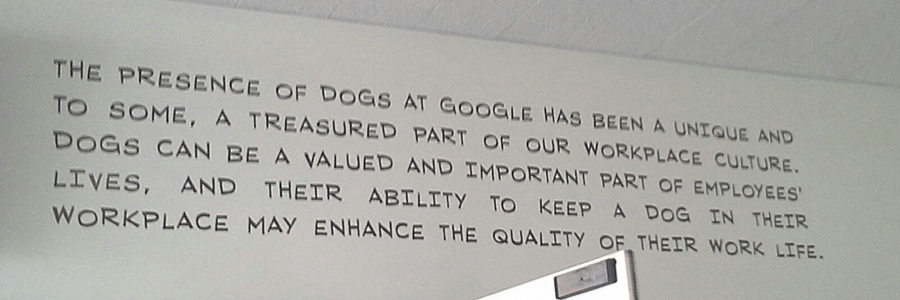 THE PRESENCE OF DOGS AT GOOGLE HAS BEEN A UNIQUE AND
TO SOME, A TREASURED PART OF OUR WORKPLACE CULTURE.
DOGS CAN BE A VALUED AND IMPORTANT PART OF EMPLOYEES'
LIVES, AND THEIR ABILITY TO KEEP A DOG IN THEIR
WORKPLACE MAY ENHANCE THE QUALITY OF THEIR WORK LIFE.